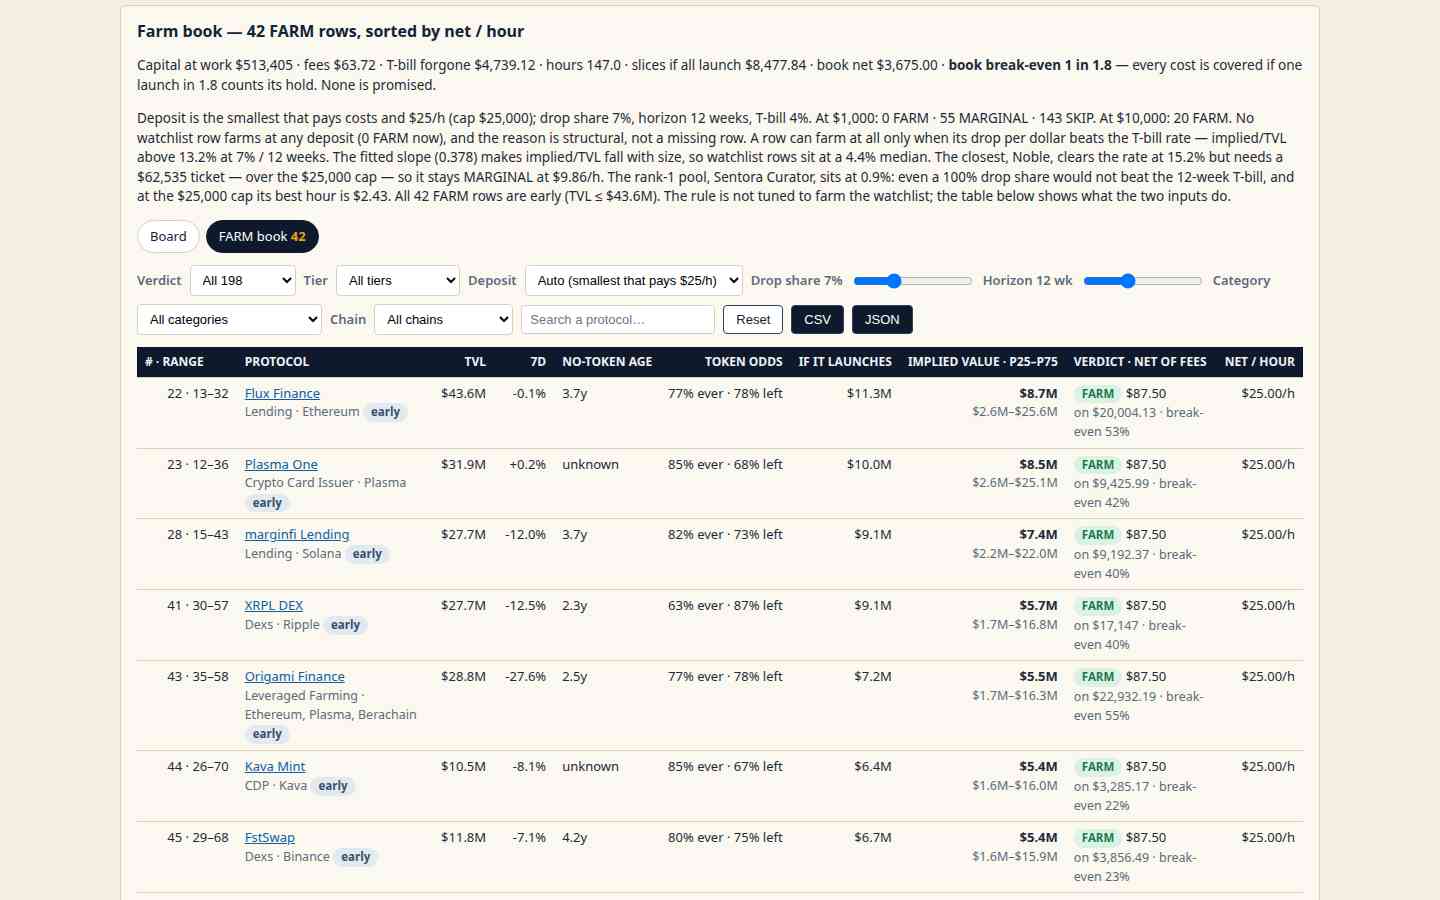 Farm book — 42 FARM rows, sorted by net / hour
Capital at work $513,405 · fees $63.72 · T-bill forgone $4,739.12 · hours 147.0 · slices if all launch $8,477.84 · book net $3,675.00 · book break-even 1 in 1.8 — every cost is covered if one
launch in 1.8 counts its hold. None is promised.
Deposit is the smallest that pays costs and $25/h (cap $25,000); drop share 7%, horizon 12 weeks, T-bill 4%. At $1,000: 0 FARM · 55 MARGINAL · 143 SKIP. At $10,000: 20 FARM. No
watchlist row farms at any deposit (0 FARM now), and the reason is structural, not a missing row. A row can farm at all only when its drop per dollar beats the T-bill rate — implied/TVL
above 13.2% at 7% / 12 weeks. The fitted slope (0.378) makes implied/TVL fall with size, so watchlist rows sit at a 4.4% median. The closest, Noble, clears the rate at 15.2% but needs a
$62,535 ticket — over the $25,000 cap — so it stays MARGINAL at $9.86/h. The rank-1 pool, Sentora Curator, sits at 0.9%: even a 100% drop share would not beat the 12-week T-bill, and
at the $25,000 cap its best hour is $2.43. All 42 FARM rows are early (TVL ≤ $43.6M). The rule is not tuned to farm the watchlist; the table below shows what the two inputs do.
Board FARM book 42
Verdict All 198 Tier All tiers Deposit Auto (smallest that pays $25/h) Drop share 7% Horizon 12 wk Category
All categories Chain All chains Search a protocol… Reset CSV JSON
# · RANGE PROTOCOL TVL 7D NO-TOKEN AGE TOKEN ODDS IF IT LAUNCHES IMPLIED VALUE · P25–P75 VERDICT · NET OF FEES NET / HOUR
22 · 13–32 Flux Finance $43.6M -0.1% 3.7y 77% ever · 78% left $11.3M $8.7M FARM $87.50 $25.00/h
Lending · Ethereum early $2.6M–$25.6M on $20,004.13 · break-
even 53%
23 · 12–36 Plasma One $31.9M +0.2% unknown 85% ever · 68% left $10.0M $8.5M FARM $87.50 $25.00/h
Crypto Card Issuer · Plasma $2.6M–$25.1M on $9,425.99 · break-
early even 42%
28 · 15–43 marginfi Lending $27.7M -12.0% 3.7y 82% ever · 73% left $9.1M $7.4M FARM $87.50 $25.00/h
Lending · Solana early $2.2M–$22.0M on $9,192.37 · break-
even 40%
41 · 30–57 XRPL DEX $27.7M -12.5% 2.3y 63% ever · 87% left $9.1M $5.7M FARM $87.50 $25.00/h
Dexs · Ripple early $1.7M–$16.8M on $17,147 · break-
even 40%
43 · 35–58 Origami Finance $28.8M -27.6% 2.5y 77% ever · 78% left $7.2M $5.5M FARM $87.50 $25.00/h
Leveraged Farming · $1.7M–$16.3M on $22,932.19 · break-
Ethereum, Plasma, Berachain even 55%
early
44 · 26–70 Kava Mint $10.5M -8.1% unknown 85% ever · 67% left $6.4M $5.4M FARM $87.50 $25.00/h
CDP · Kava early $1.6M–$16.0M on $3,285.17 · break-
even 22%
45 · 29–68 FstSwap $11.8M -7.1% 4.2y 80% ever · 75% left $6.7M $5.4M FARM $87.50 $25.00/h
Dexs · Binance early $1.6M–$15.9M on $3,856.49 · break-
even 23%